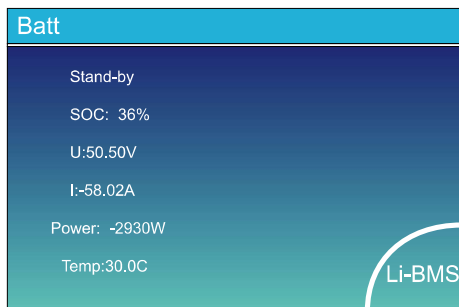 Batt
Stand-by
SOC: 36%
U:50.50V
I:-58.02A
Power: -2930W
Temp:30.0C
Li-BMS